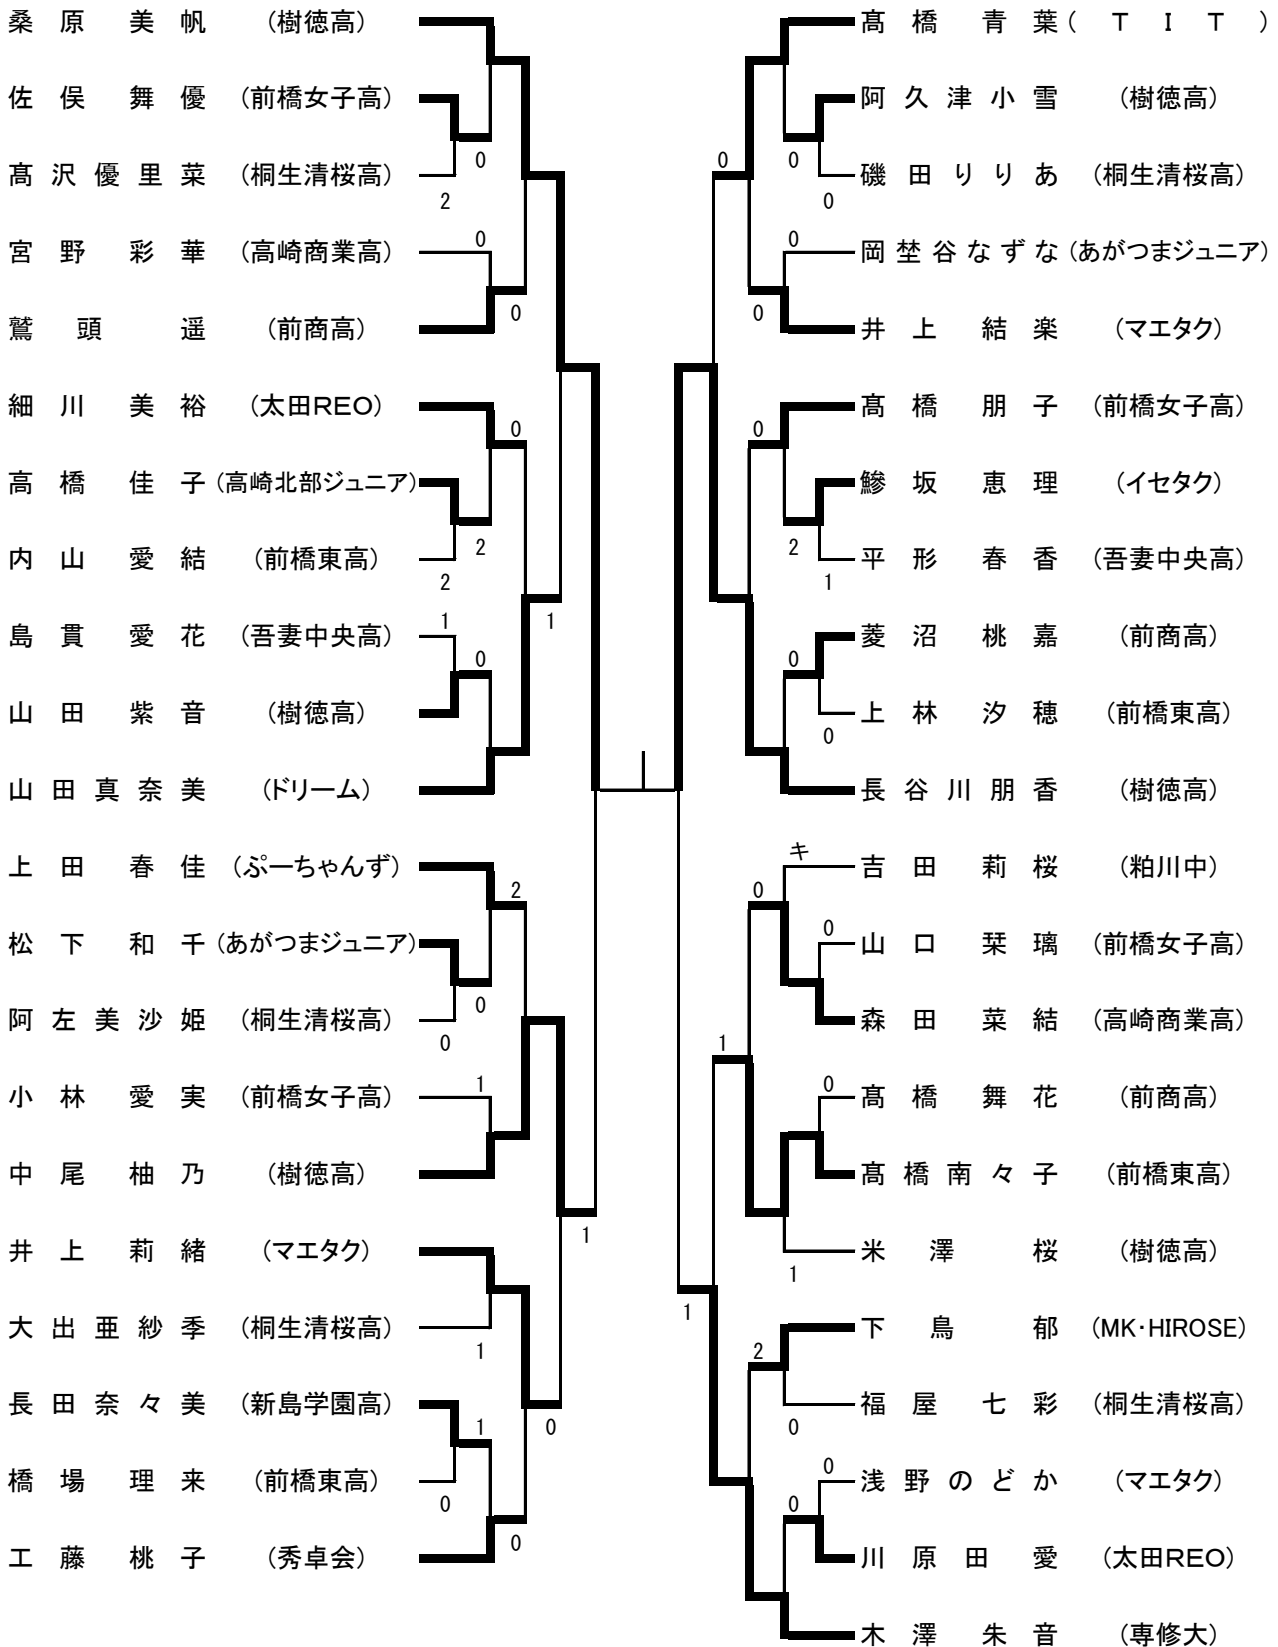 桑原美帆 (樹徳高)
佐俣舞優 (前橋女子高)
0
髙沢優里菜 (桐生清桜高)
2
宮野彩華 (高崎商業高)
0
鷲頭遥 (前商高)
0
細川美裕 (太田REO)
0
高橋佳子 (高崎北部ジュニア)
2
内山愛結 (前橋東高)
2
島貫愛花 (吾妻中央高)
1
1
0
山田紫音 (樹徳高)
山田真奈美 (ドリーム)
上田春佳 (ぷーちゃんず)
2
松下和千 (あがつまジュニア)
0
阿左美沙姫 (桐生清桜高)
0
小林愛実 (前橋女子高)
1
中尾柚乃 (樹徳高)
1
井上莉緒 (マエタク)
大出亜紗季 (桐生清桜高)
1
長田奈々美 (新島学園高)
1
0
橋場理来 (前橋東高)
0
工藤桃子 (秀卓会)
0
髙橋青葉 (TIT)
阿久津小雪 (樹徳高)
0
0
磯田りりあ (桐生清桜高)
0
岡埜谷なずな (あがつまジュニア)
0
井上結楽 (マエタク)
0
髙橋朋子 (前橋女子高)
0
鰺坂恵理 (イセタク)
2
平形春香 (吾妻中央高)
1
菱沼桃嘉 (前商高)
0
上林汐穂 (前橋東高)
0
長谷川朋香 (樹徳高)
吉田莉桜 (粕川中)
キ
0
山口栞璃 (前橋女子高)
0
森田菜結 (高崎商業高)
1
髙橋舞花 (前商高)
0
髙橋南々子 (前橋東高)
米澤桜 (樹徳高)
1
1
下鳥郁 (MK･HIROSE)
2
福屋七彩 (桐生清桜高)
0
浅野のどか (マエタク)
0
0
川原田愛 (太田REO)
木澤朱音 (専修大)